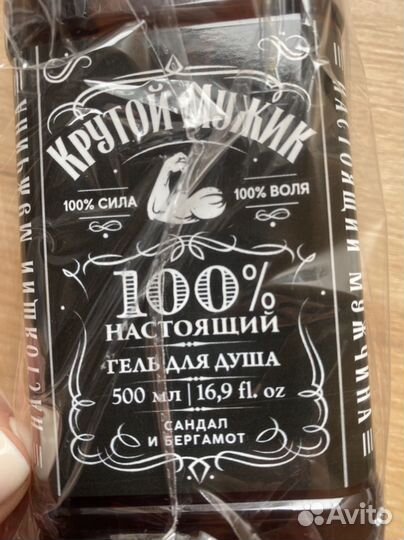 КРУТОЙ МУЖИК
100% СИЛА
100% ВОЛЯ
100%
НАСТОЯЩИЙ
ГЕЛЬ ДЛЯ ДУША
500 мл | 16,9 fl. oz
САНДАЛ
И БЕРГАМОТ
НАСТОЯЩИЙ МУЖЧИНА
НАСТОЯЩИЙ МУЖЧИНА
Avito